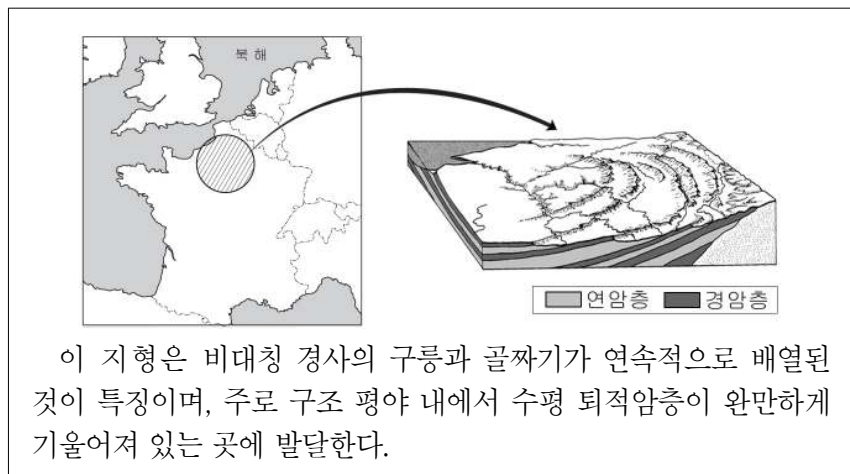 북해
연암층 경암층
이 지형은 비대칭 경사의 구릉과 골짜기가 연속적으로 배열된
것이 특징이며, 주로 구조 평야 내에서 수평 퇴적암층이 완만하게
기울어져 있는 곳에 발달한다.